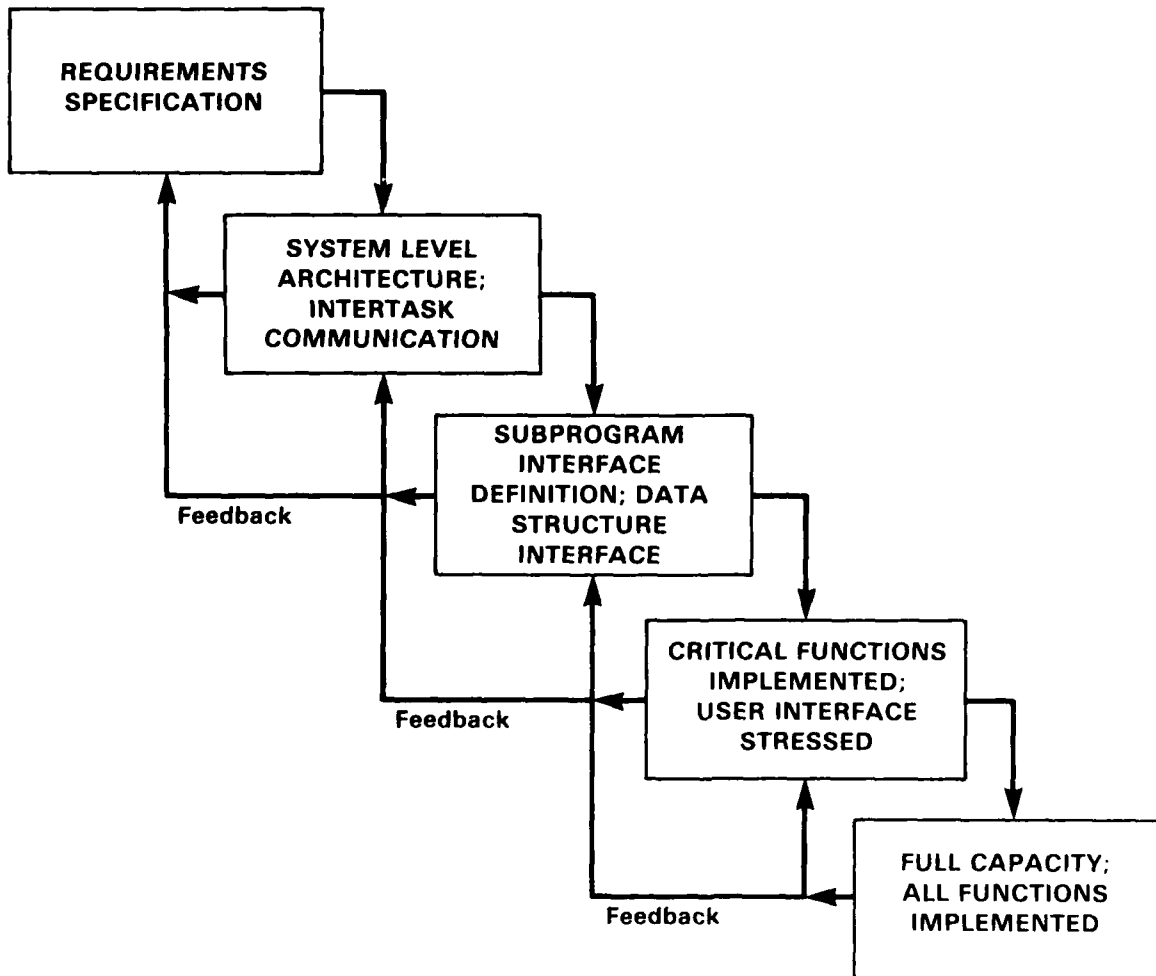 REQUIREMENTS
SPECIFICATION
SYSTEM LEVEL
ARCHITECTURE;
INTERTASK
COMMUNICATION
SUBPROGRAM
INTERFACE
DEFINITION; DATA
STRUCTURE
INTERFACE
Feedback
CRITICAL FUNCTIONS
IMPLEMENTED;
USER INTERFACE
STRESSED
Feedback
FULL CAPACITY;
ALL FUNCTIONS
IMPLEMENTED
Feedback